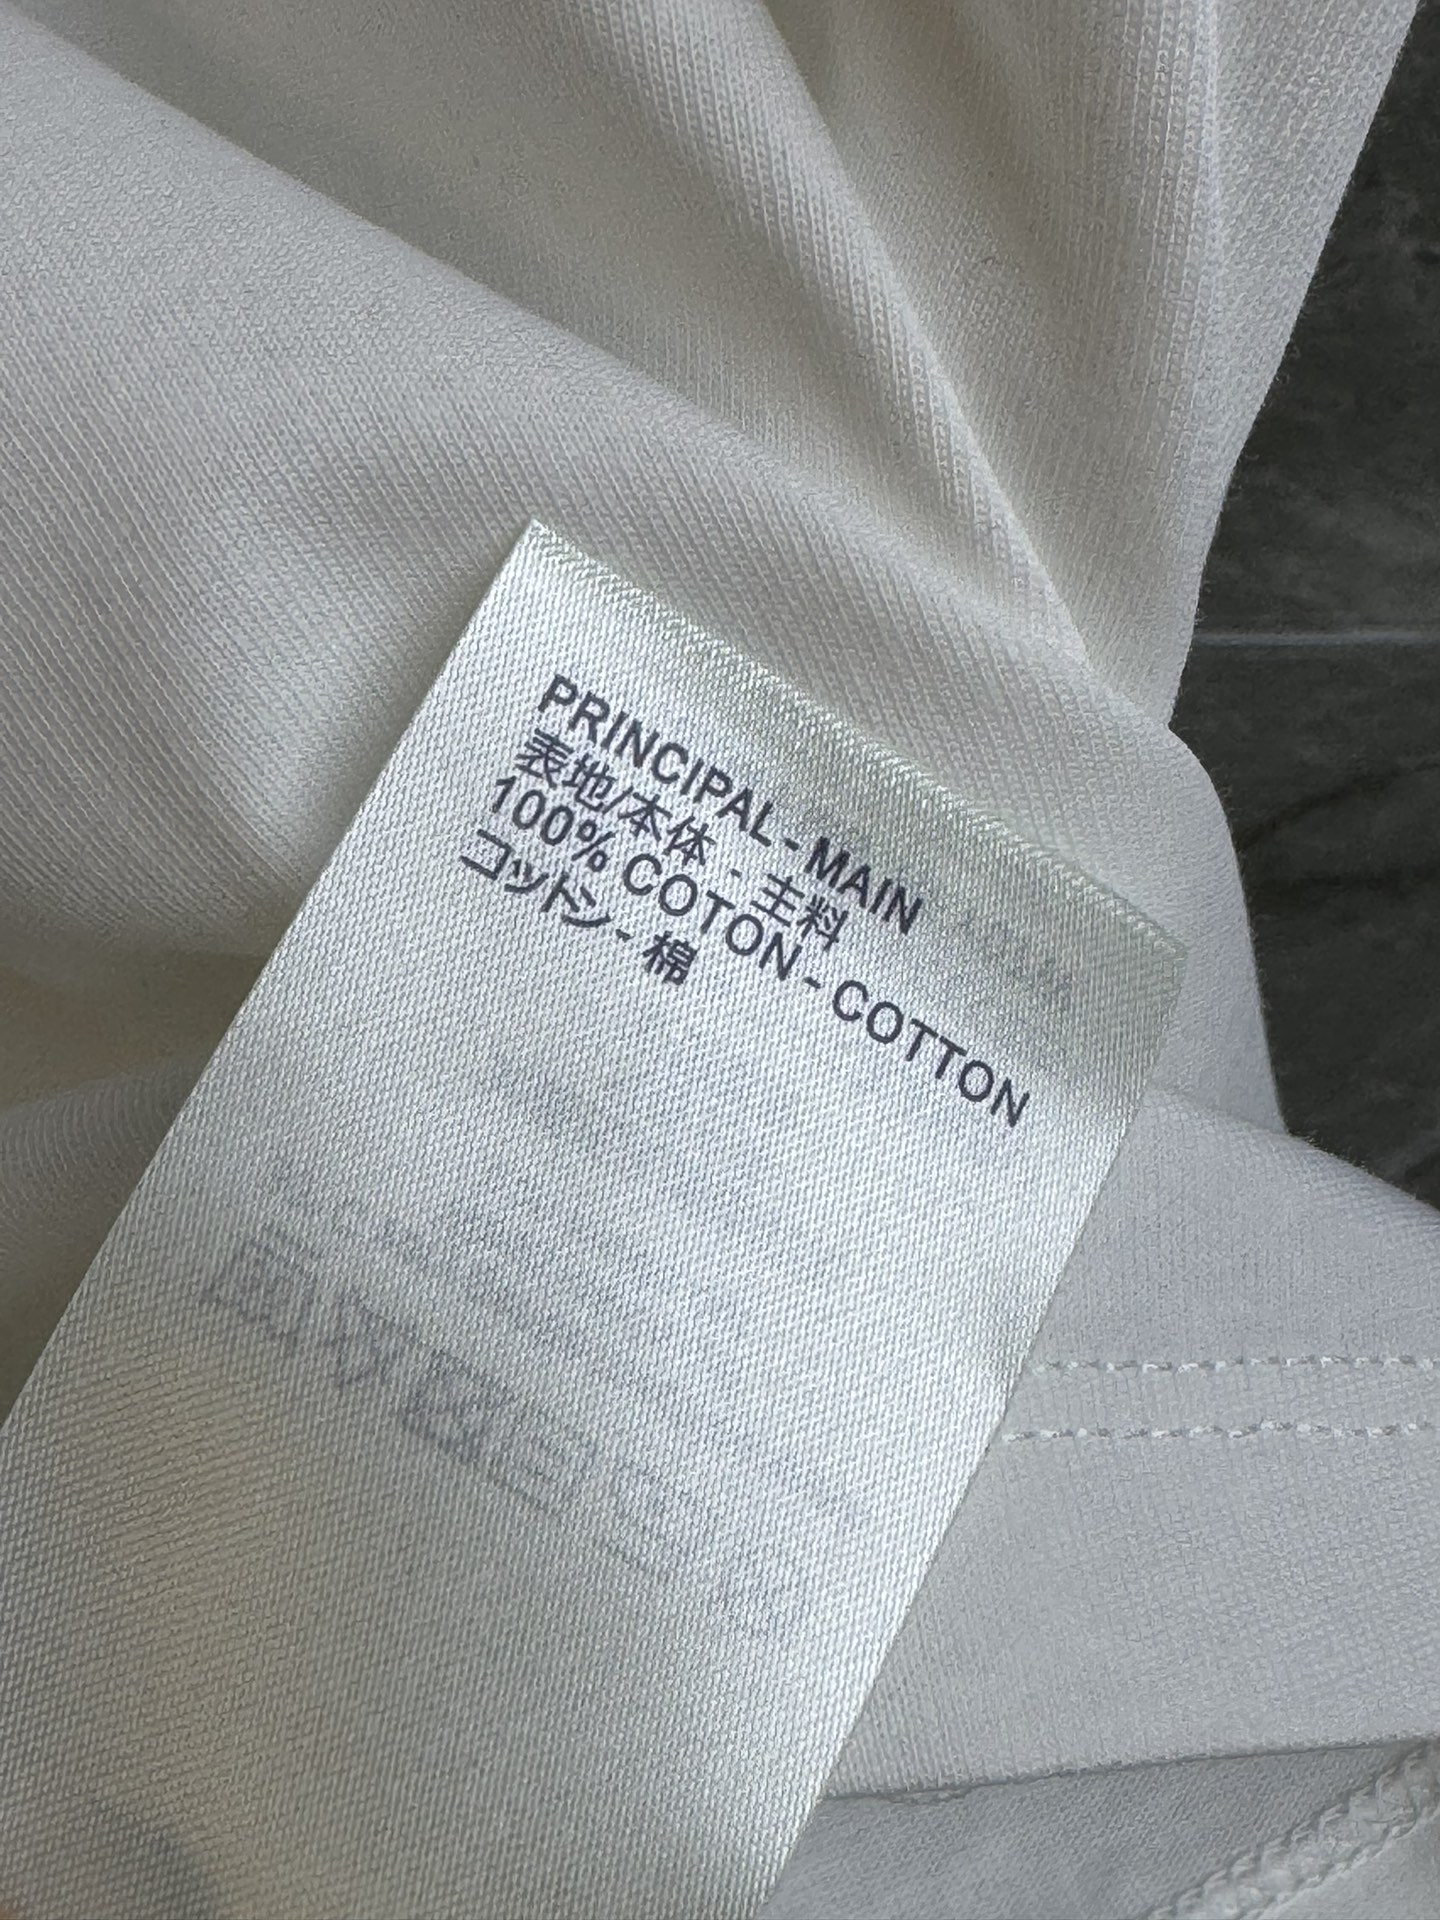 PRINCIPAL - MAIN
表地/本体 - 主料
100% COTON - COTTON
コットン - 棉